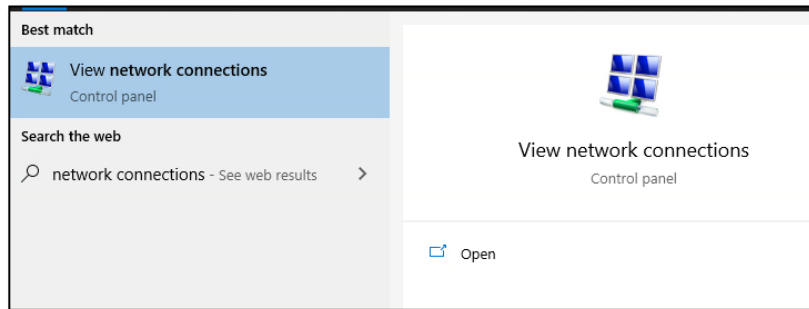 Best match
View network connections
Control panel
Search the web
network connections - See web results
View network connections
Control panel
Open